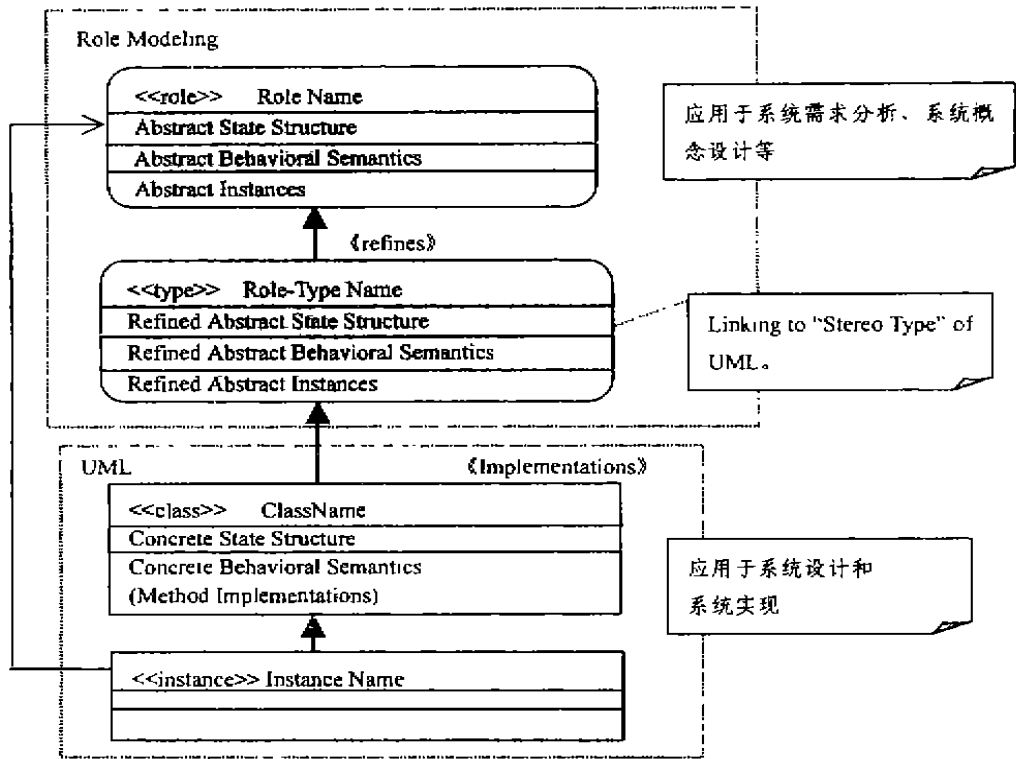 Role Modeling
<<role>> Role Name
Abstract State Structure
Abstract Behavioral Semantics
Abstract Instances
应用于系统需求分析、系统概
念设计等
《refines》
<<type>> Role-Type Name
Refined Abstract State Structure
Refined Abstract Behavioral Semantics
Refined Abstract Instances
Linking to “Stereo Type” of
UML。
UML
《Implementations》
<<class>> ClassName
Concrete State Structure
Concrete Behavioral Semantics
(Method Implementations)
应用于系统设计和
系统实现
<<instance>> Instance Name